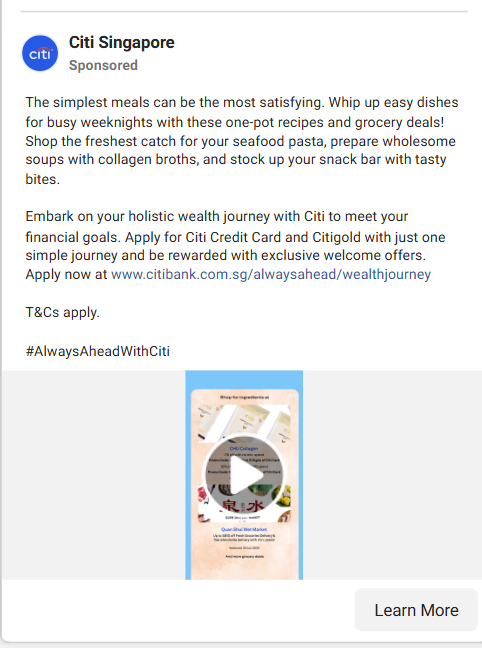 citi
Citi Singapore
Sponsored
The simplest meals can be the most satisfying. Whip up easy dishes
for busy weeknights with these one-pot recipes and grocery deals!
Shop the freshest catch for your seafood pasta, prepare wholesome
soups with collagen broths, and stock up your snack bar with tasty
bites.
Embark on your holistic wealth journey with Citi to meet your
financial goals. Apply for Citi Credit Card and Citigold with just one
simple journey and be rewarded with exclusive welcome offers.
Apply now at www.citibank.com.sg/alwaysahead/wealthjourney
T&Cs apply.
#AlwaysAheadWithCiti
Shop for ingredients at
泉水
Quan Shui Wet Market
Find more grocery deals
Learn More